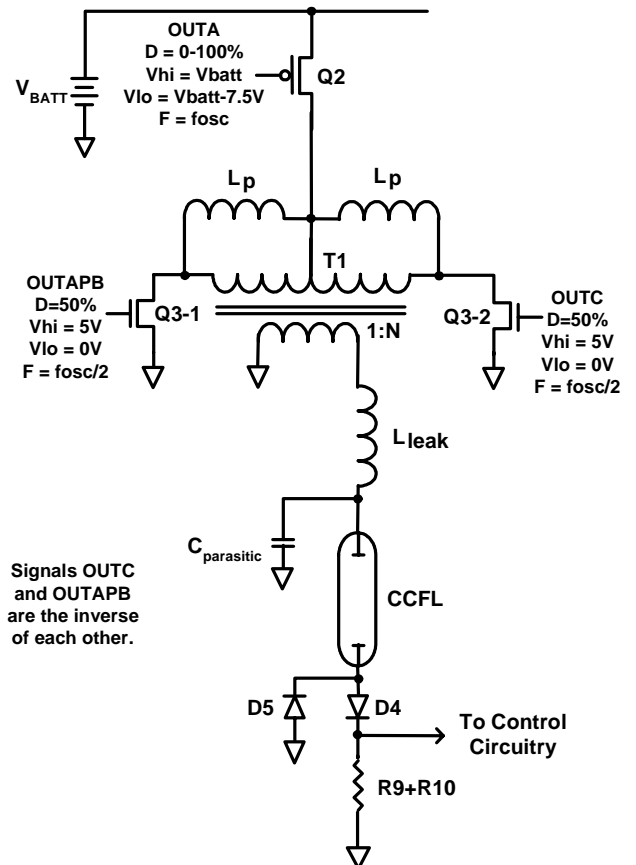 OUTA
D = 0-100%
Vhi = Vbatt
Vlo = Vbatt-7.5V
F = fosc
Q2
VBATT
Lp
Lp
T1
OUTAPB
D=50%
Vhi = 5V
Vlo = 0V
F = fosc/2
Q3-1
Q3-2
OUTC
D=50%
Vhi = 5V
Vlo = 0V
F = fosc/2
1:N
Lleak
Cparasitic
CCFL
Signals OUTC
and OUTAPB
are the inverse
of each other.
D5
D4
To Control
Circuitry
R9+R10